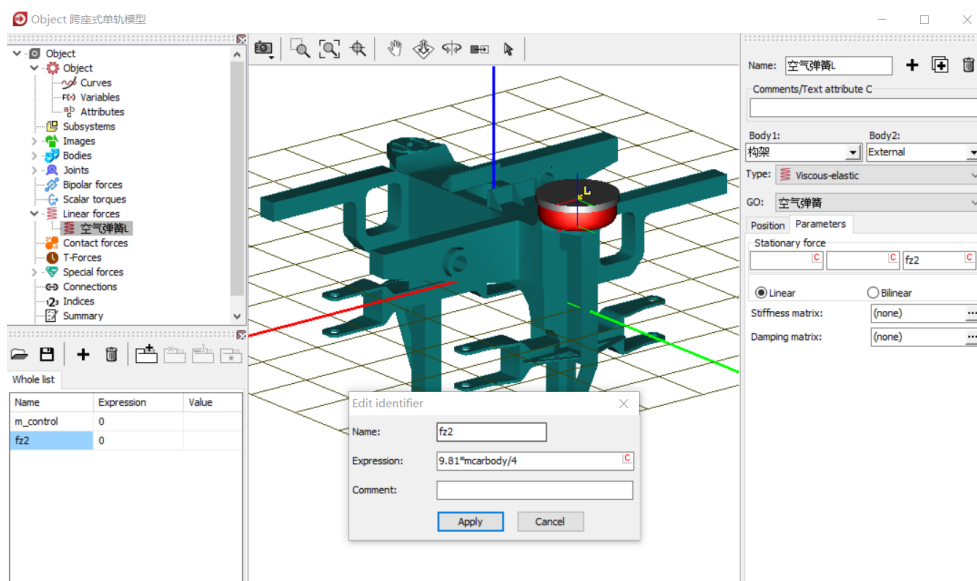 Object 跨座式单轨模型
Object
Object
Curves
F(x) Variables
Attributes
Subsystems
Images
Bodies
Joints
Bipolar forces
Scalar torques
Linear forces
空气弹簧L
Contact forces
T-Forces
Special forces
Connections
Indices
Summary
Whole list
Name Expression Value
m_control 0
fz2 0
L
Edit identifier
Name: fz2
Expression: 9.81*mcarbody/4 C
Comment:
Apply Cancel
Name: 空气弹簧L
Comments/Text attribute C
Body1: Body2:
构架 External
Type: Viscous-elastic
GO: 空气弹簧
Position Parameters
Stationary force
C C fz2 C
Linear Bilinear
Stiffness matrix: (none) ...
Damping matrix: (none) ...